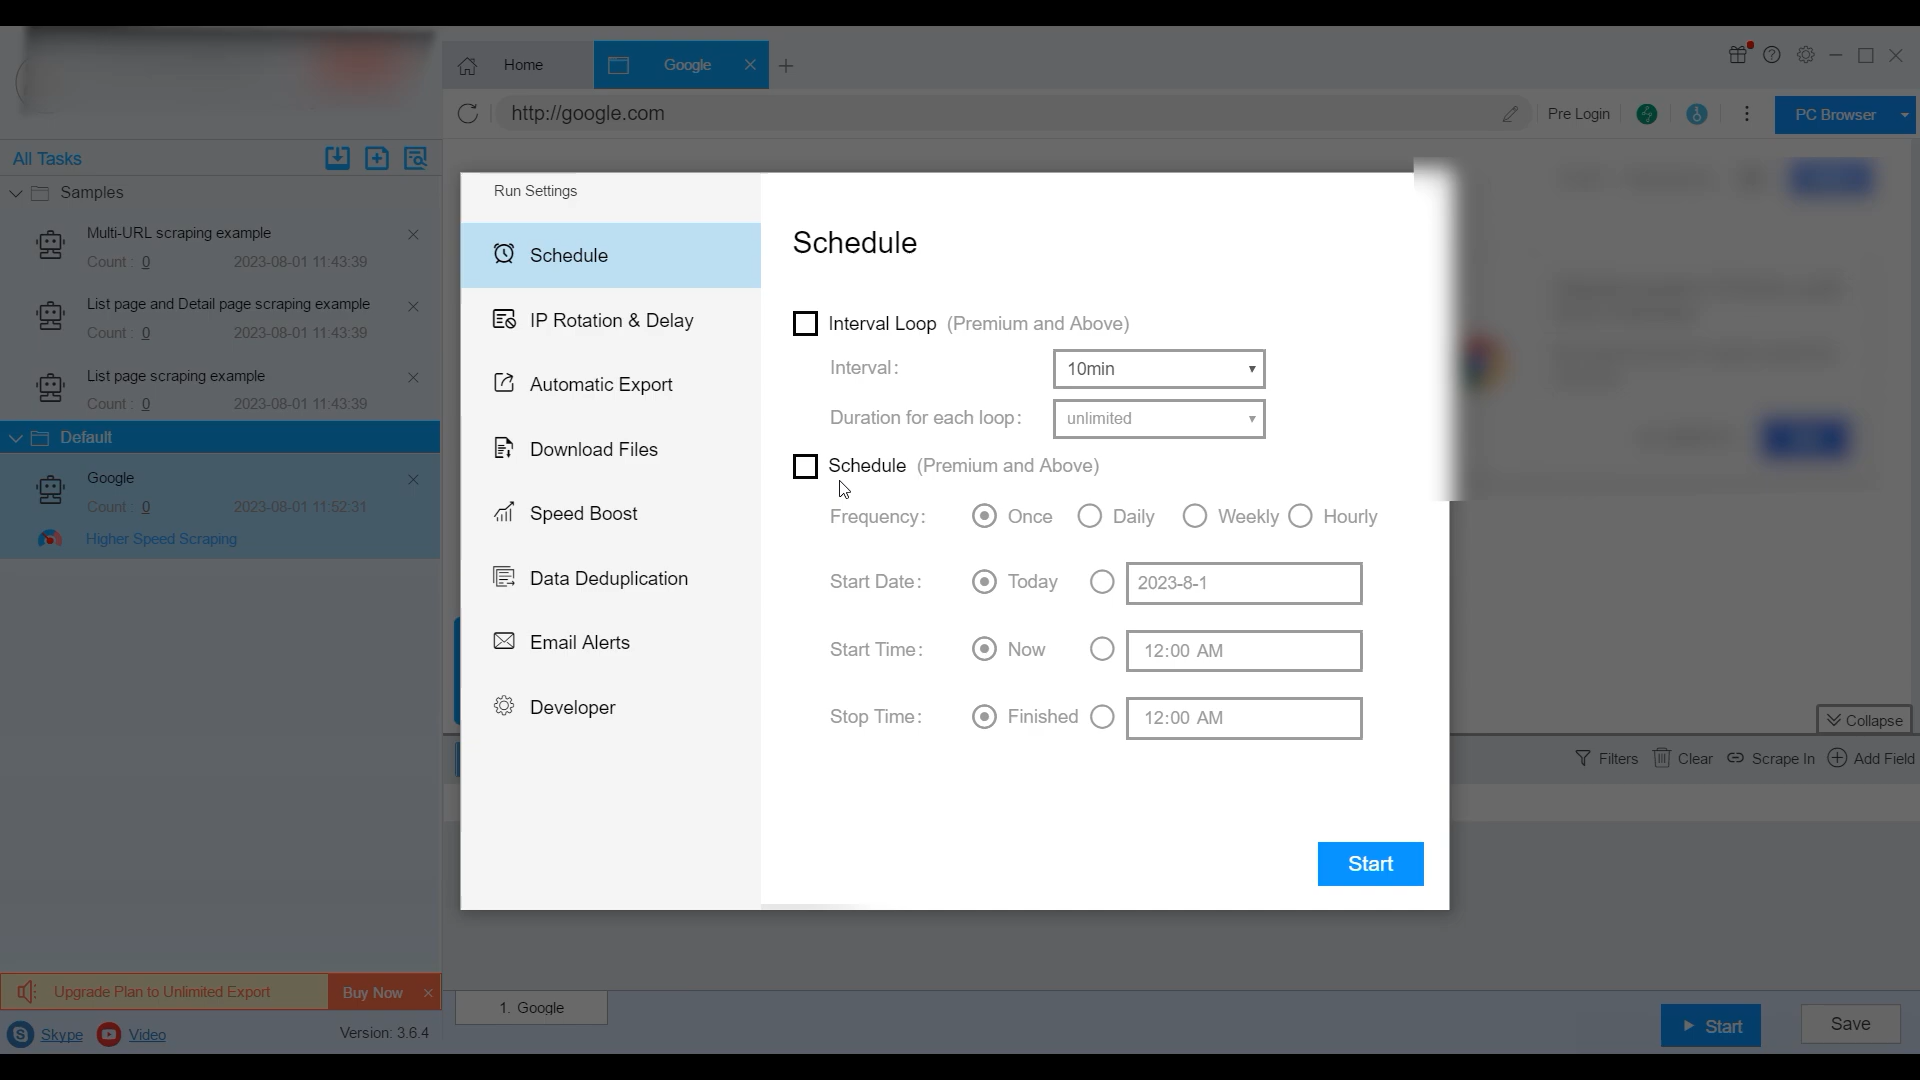 Home
Google
http://google.com
Pre Login
PC Browser
All Tasks
Samples
Multi-URL scraping example
Count : 0 2023-08-01 11:43:39
List page and Detail page scraping example
Count : 0 2023-08-01 11:43:39
List page scraping example
Count : 0 2023-08-01 11:43:39
Default
Google
Count : 0 2023-08-01 11:52:31
Higher Speed Scraping
Upgrade Plan to Unlimited Export
Buy Now
Skype
Video
Version: 3.6.4
Run Settings
Schedule
IP Rotation & Delay
Automatic Export
Download Files
Speed Boost
Data Deduplication
Email Alerts
Developer
Schedule
Interval Loop (Premium and Above)
Interval: 10min
Duration for each loop: unlimited
Schedule (Premium and Above)
Frequency: Once Daily Weekly Hourly
Start Date: Today 2023-8-1
Start Time: Now 12:00 AM
Stop Time: Finished 12:00 AM
Start
Collapse
Filters Clear Scrape In Add Field
1. Google
Start
Save